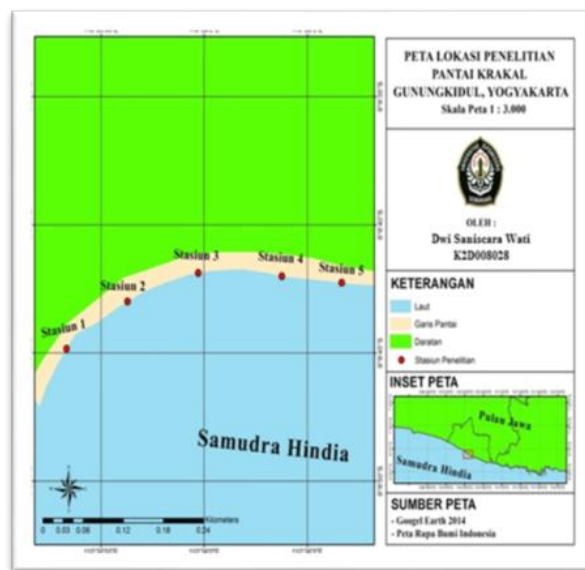 PETA LOKASI PENELITIAN
PANTAI KRAKAL
GUNUNGKIDUL, YOGYAKARTA
Skala Peta 1 : 3.000
OLEH :
Dwi Saniscara Wati
K2D008028
KETERANGAN
Laut
Garis Pantai
Daratan
Stasiun Penelitian
INSET PETA
Pulau Jawa
Samudra Hindia
SUMBER PETA
- Googel Earth 2014
- Peta Rupa Bumi Indonesia
Stasiun 1
Stasiun 2
Stasiun 3
Stasiun 4
Stasiun 5
Samudra Hindia
Kilometers
0 0.03 0.06 0.12 0.18 0.24